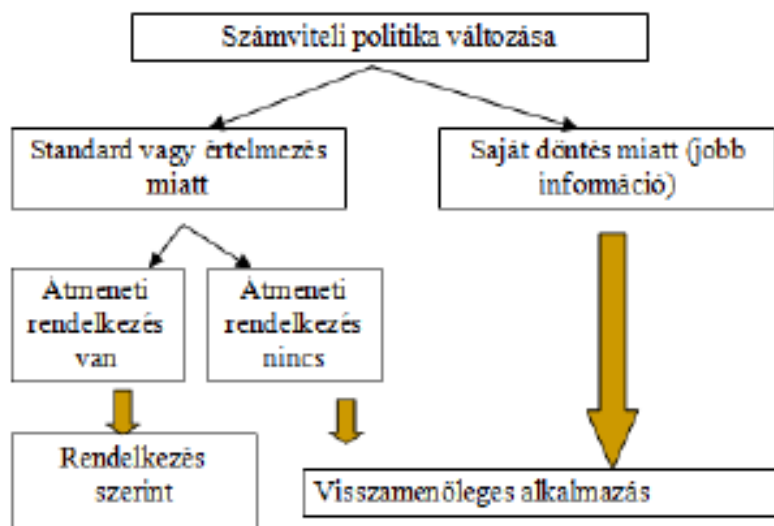 Számviteli politika változása
Standard vagy értelmezés
miatt
Saját döntés miatt (jobb
információ)
Átmeneti
rendelkezés
van
Átmeneti
rendelkezés
nincs
Rendelkezés
szerint
Visszamenőleges alkalmazás